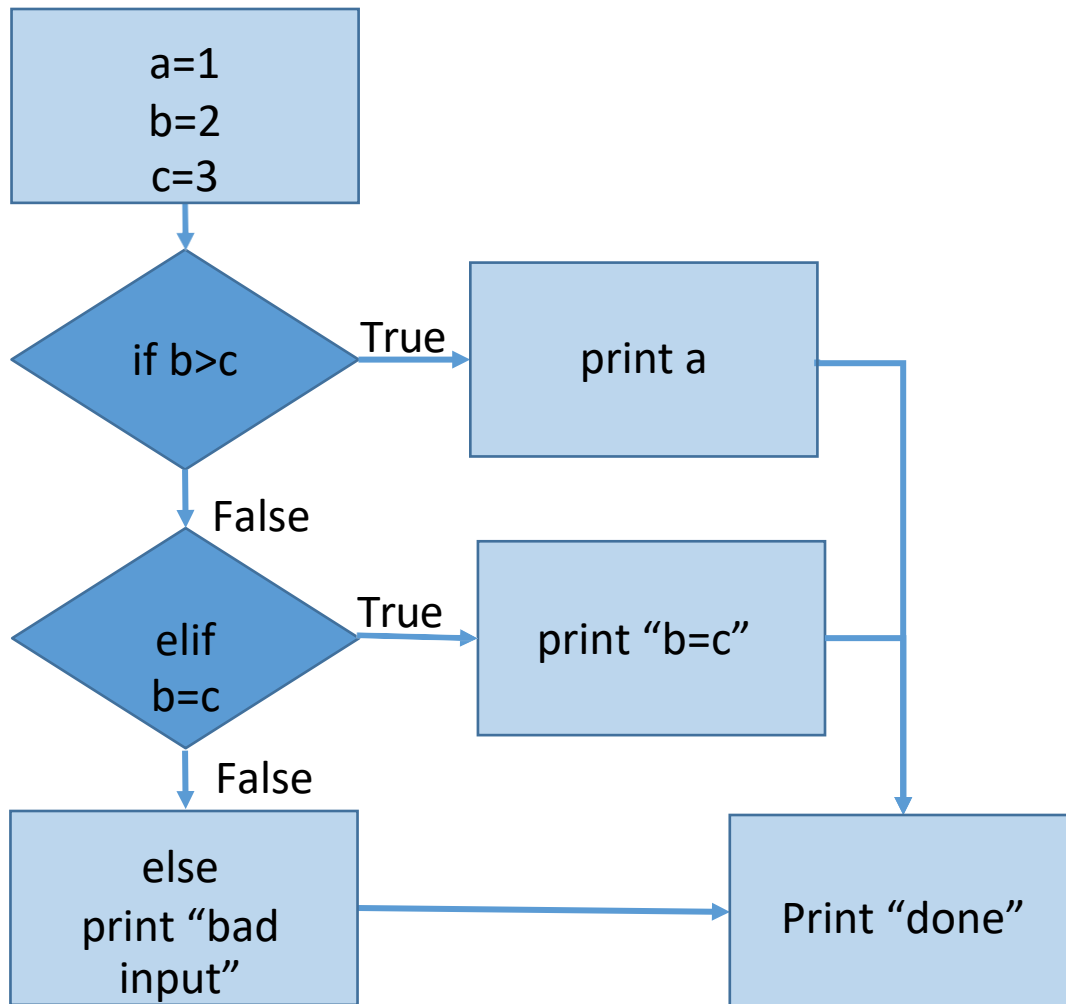 a=1
b=2
c=3
if b>c
True
print a
False
elif
b=c
True
print “b=c”
False
else
print “bad
input”
Print “done”